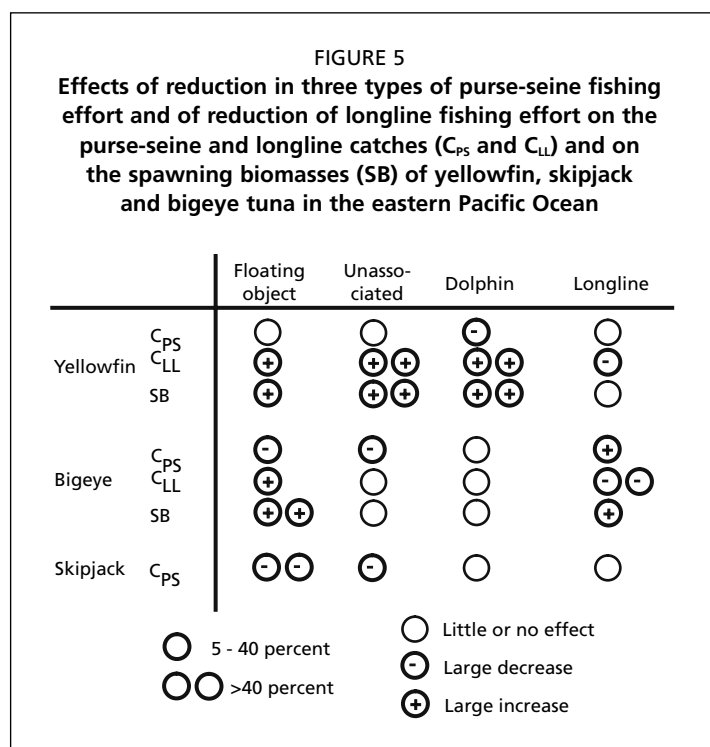 FIGURE 5
Effects of reduction in three types of purse-seine fishing
effort and of reduction of longline fishing effort on the
purse-seine and longline catches (CPS and CLL) and on
the spawning biomasses (SB) of yellowfin, skipjack
and bigeye tuna in the eastern Pacific Ocean
Floating object Unasso-ciated Dolphin Longline
Yellowfin
CPS - 
CLL + + + + + -
SB + + + + +
Bigeye
CPS - - +
CLL + - -
SB + + +
Skipjack CPS - - -
5 - 40 percent
>40 percent
Little or no effect
- Large decrease
+ Large increase